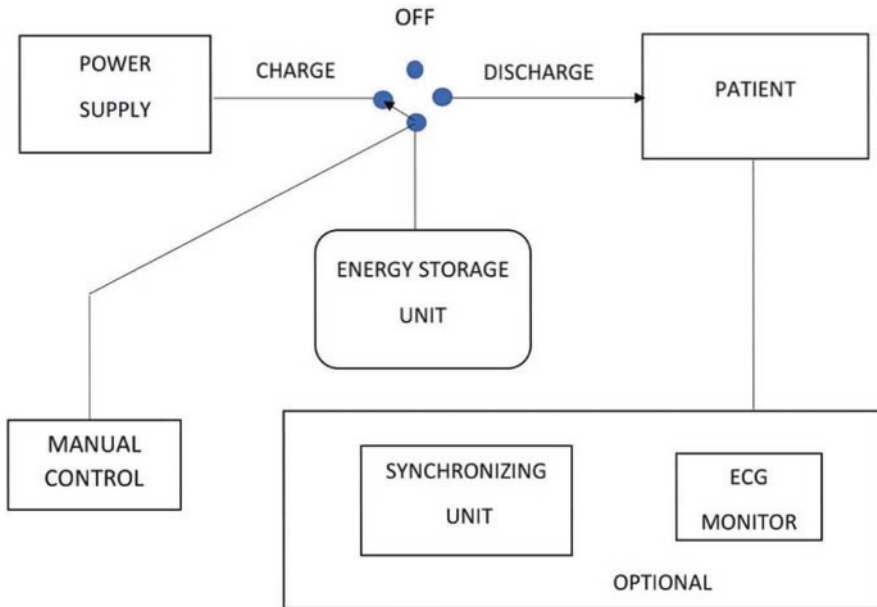 OFF
POWER
SUPPLY
CHARGE
DISCHARGE
PATIENT
ENERGY STORAGE
UNIT
MANUAL
CONTROL
SYNCHRONIZING
UNIT
ECG
MONITOR
OPTIONAL